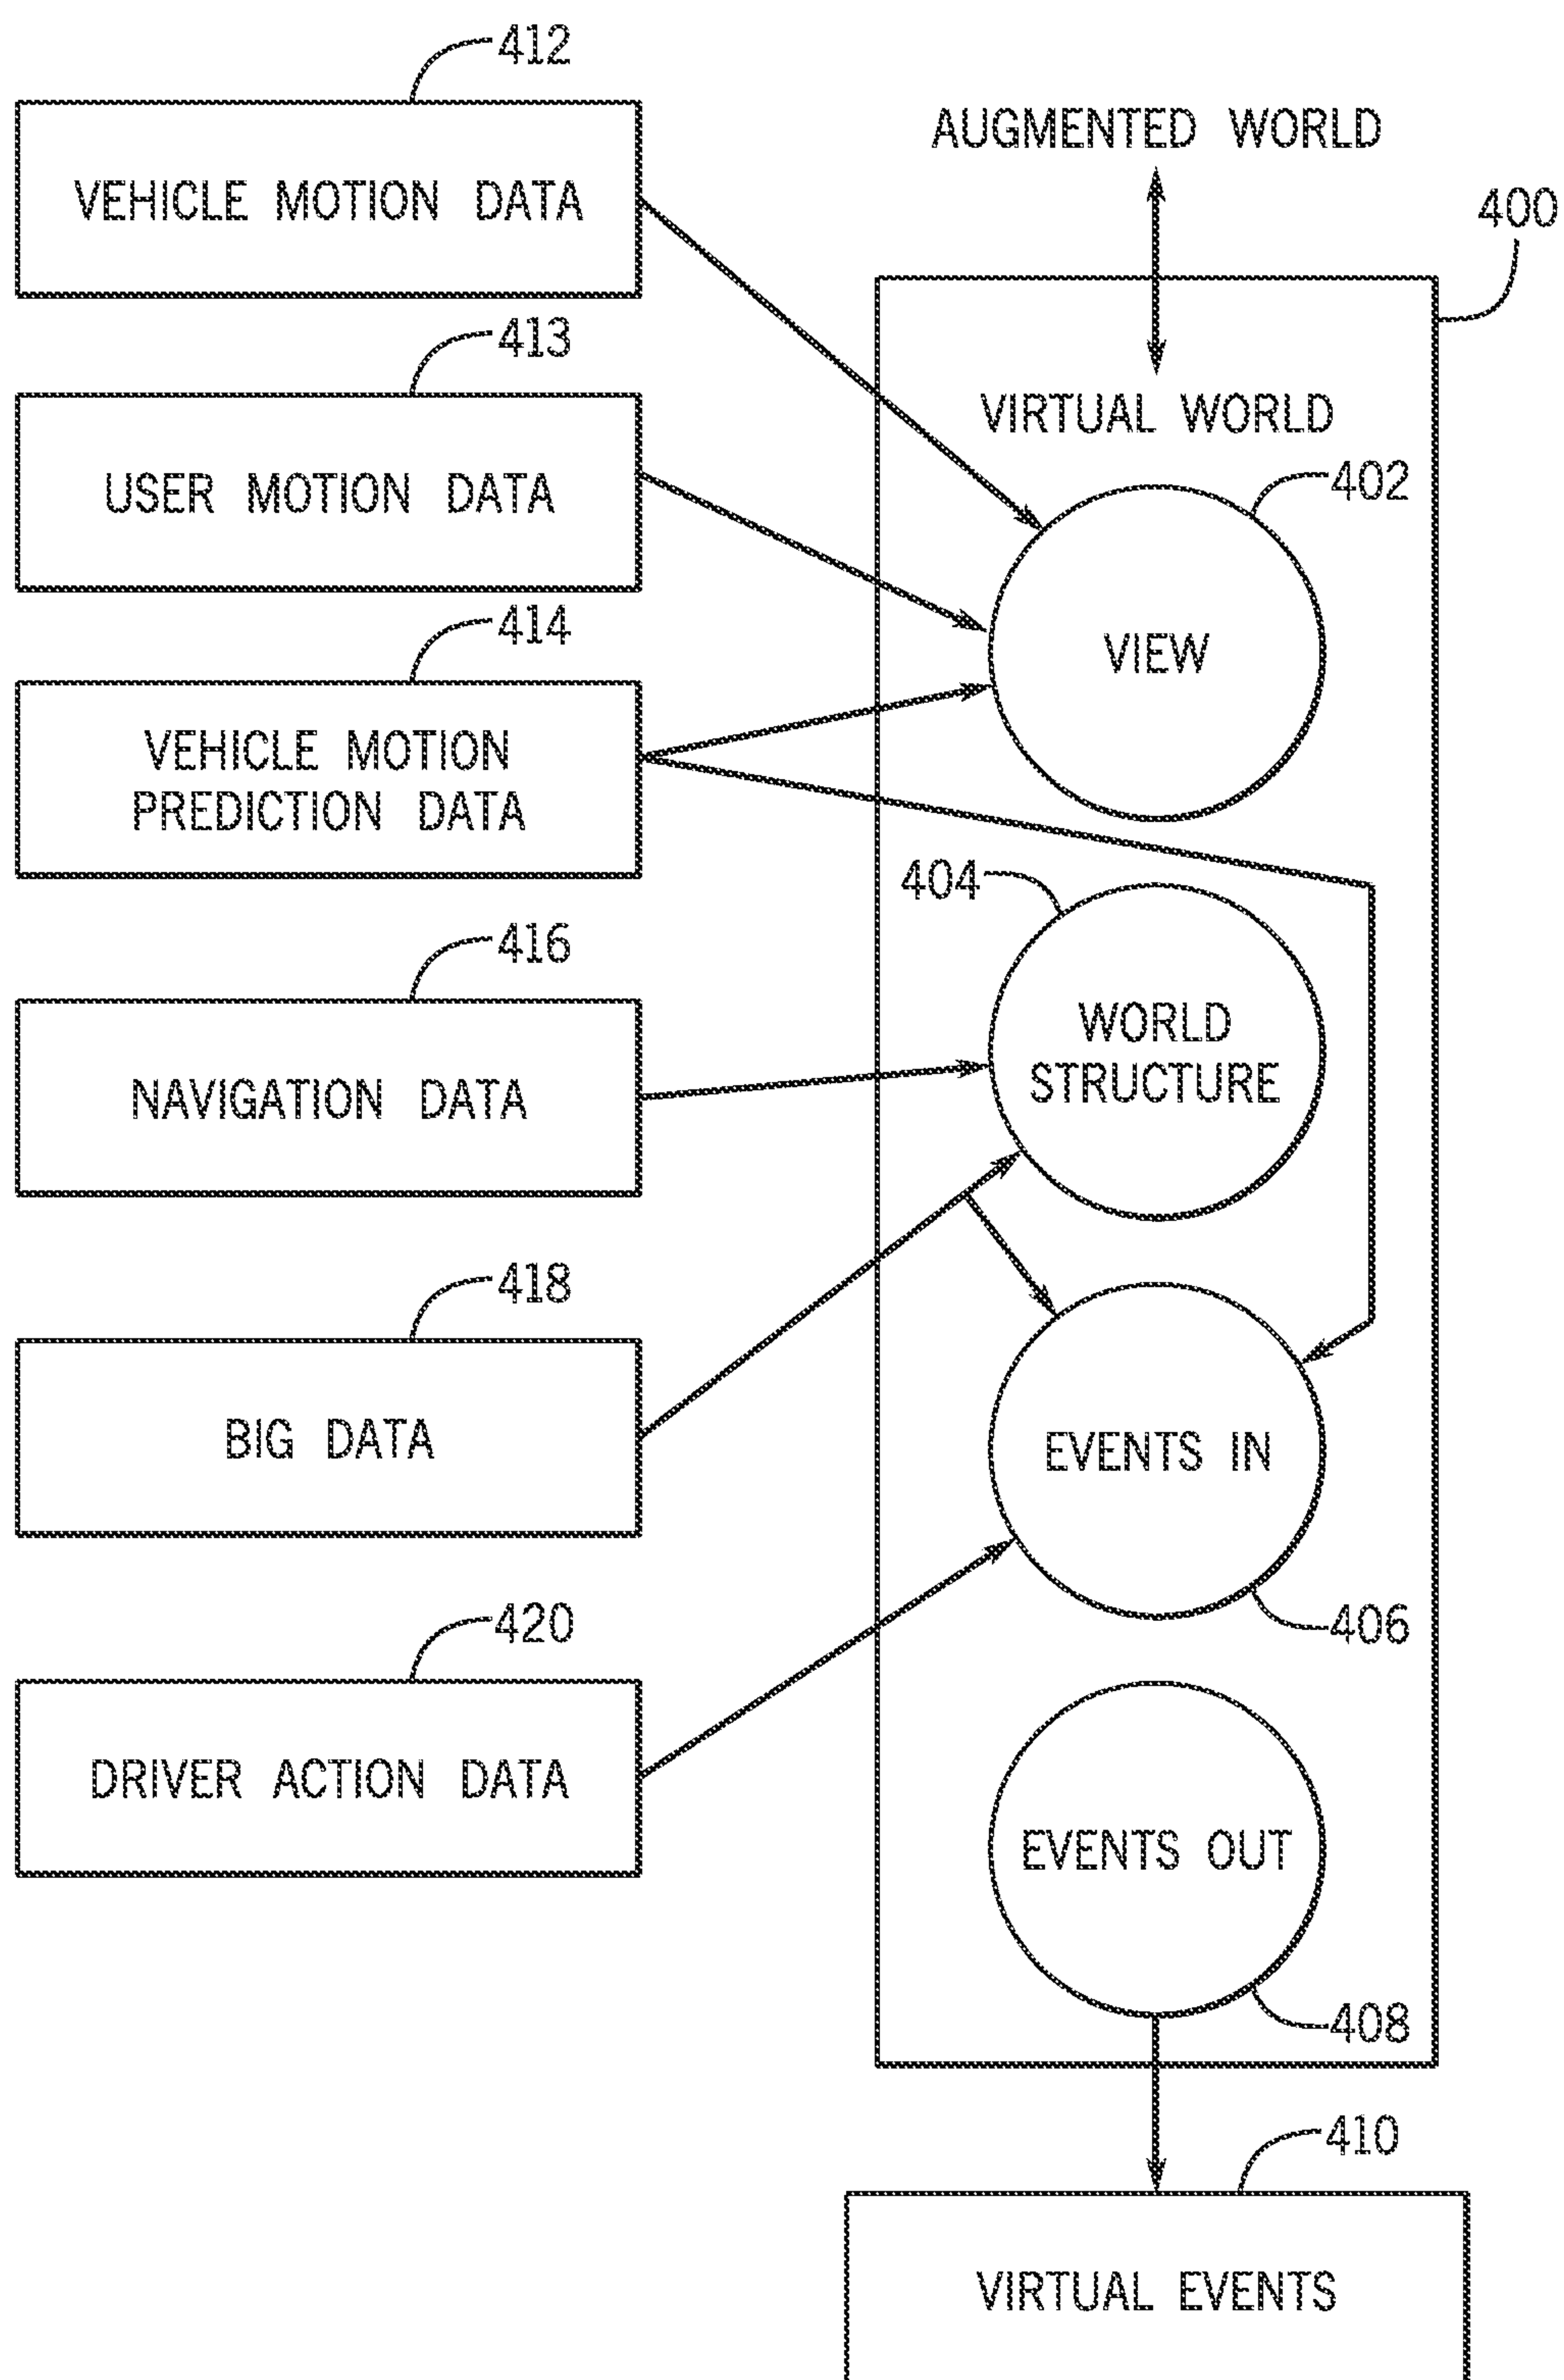 412
VEHICLE MOTION DATA
413
USER MOTION DATA
414
VEHICLE MOTION
PREDICTION DATA
416
NAVIGATION DATA
418
BIG DATA
420
DRIVER ACTION DATA
AUGMENTED WORLD
400
VIRTUAL WORLD
402
VIEW
404
WORLD
STRUCTURE
EVENTS IN
406
EVENTS OUT
408
410
VIRTUAL EVENTS